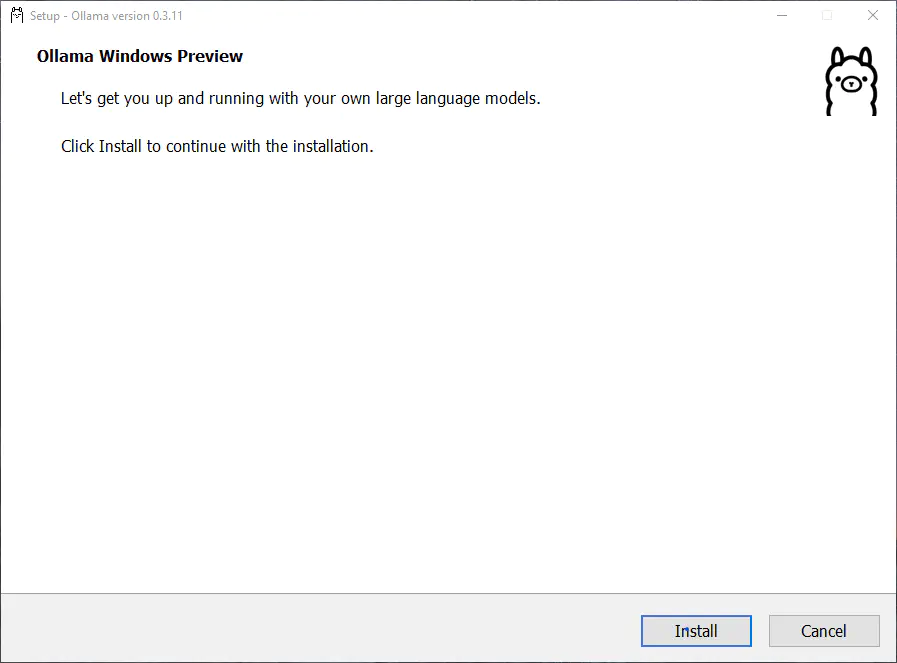 Setup - Ollama version 0.3.11
Ollama Windows Preview
Let's get you up and running with your own large language models.
Click Install to continue with the installation.
Install
Cancel